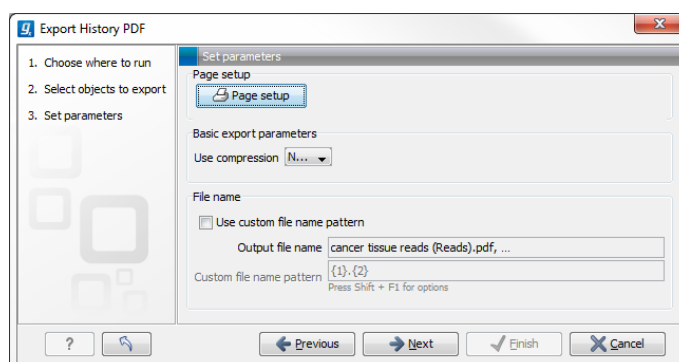 Export History PDF
1. Choose where to run
2. Select objects to export
3. Set parameters
Set parameters
Page setup
Page setup
Basic export parameters
Use compression N...
File name
Use custom file name pattern
Output file name cancer tissue reads (Reads).pdf, ...
Custom file name pattern {1}.{2}
Press Shift + F1 for options
? Previous Next Finish Cancel